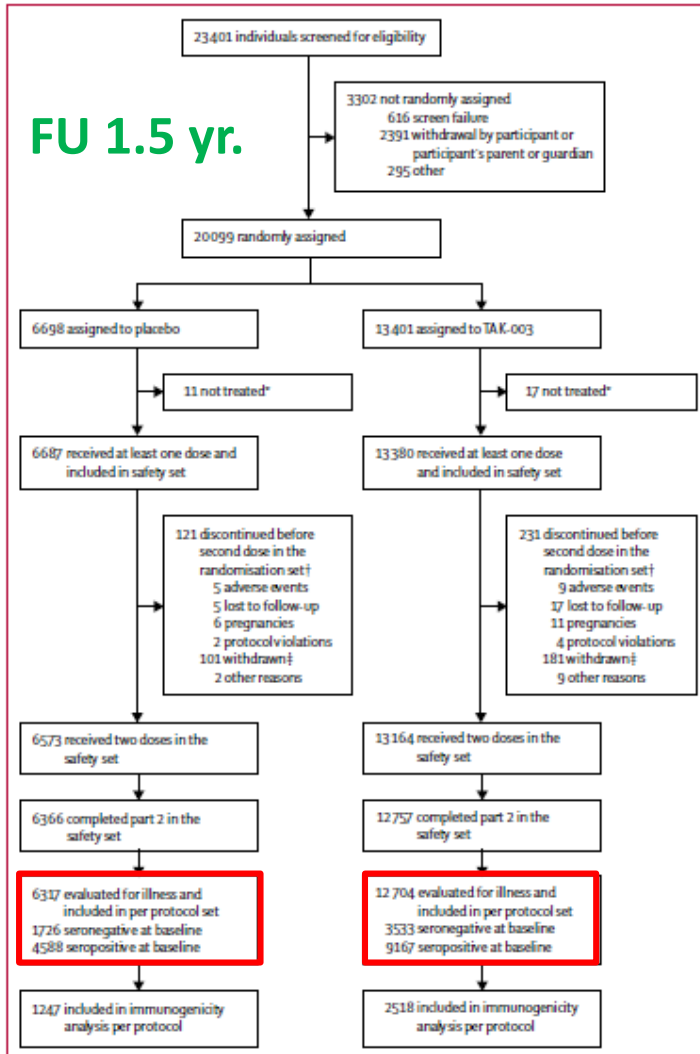 23401 individuals screened for eligibility
FU 1.5 yr.
3302 not randomly assigned
616 screen failure
2391 withdrawal by participant or
participant's parent or guardian
295 other
20099 randomly assigned
6698 assigned to placebo
13401 assigned to TAK-003
11 not treated*
17 not treated*
6687 received at least one dose and
included in safety set
13380 received at least one dose
and included in safety set
121 discontinued before
second dose in the
randomisation set†
5 adverse events
5 lost to follow-up
6 pregnancies
2 protocol violations
101 withdrawn‡
2 other reasons
231 discontinued before
second dose in the
randomisation set†
9 adverse events
17 lost to follow-up
11 pregnancies
4 protocol violations
181 withdrawn‡
9 other reasons
6573 received two doses in the
safety set
13164 received two doses in the
safety set
6366 completed part 2 in the
safety set
12757 completed part 2 in the
safety set
6317 evaluated for illness and
included in per protocol set
1726 seronegative at baseline
4588 seropositive at baseline
12704 evaluated for illness and
included in per protocol set
3533 seronegative at baseline
9167 seropositive at baseline
1247 included in immunogenicity
analysis per protocol
2518 included in immunogenicity
analysis per protocol